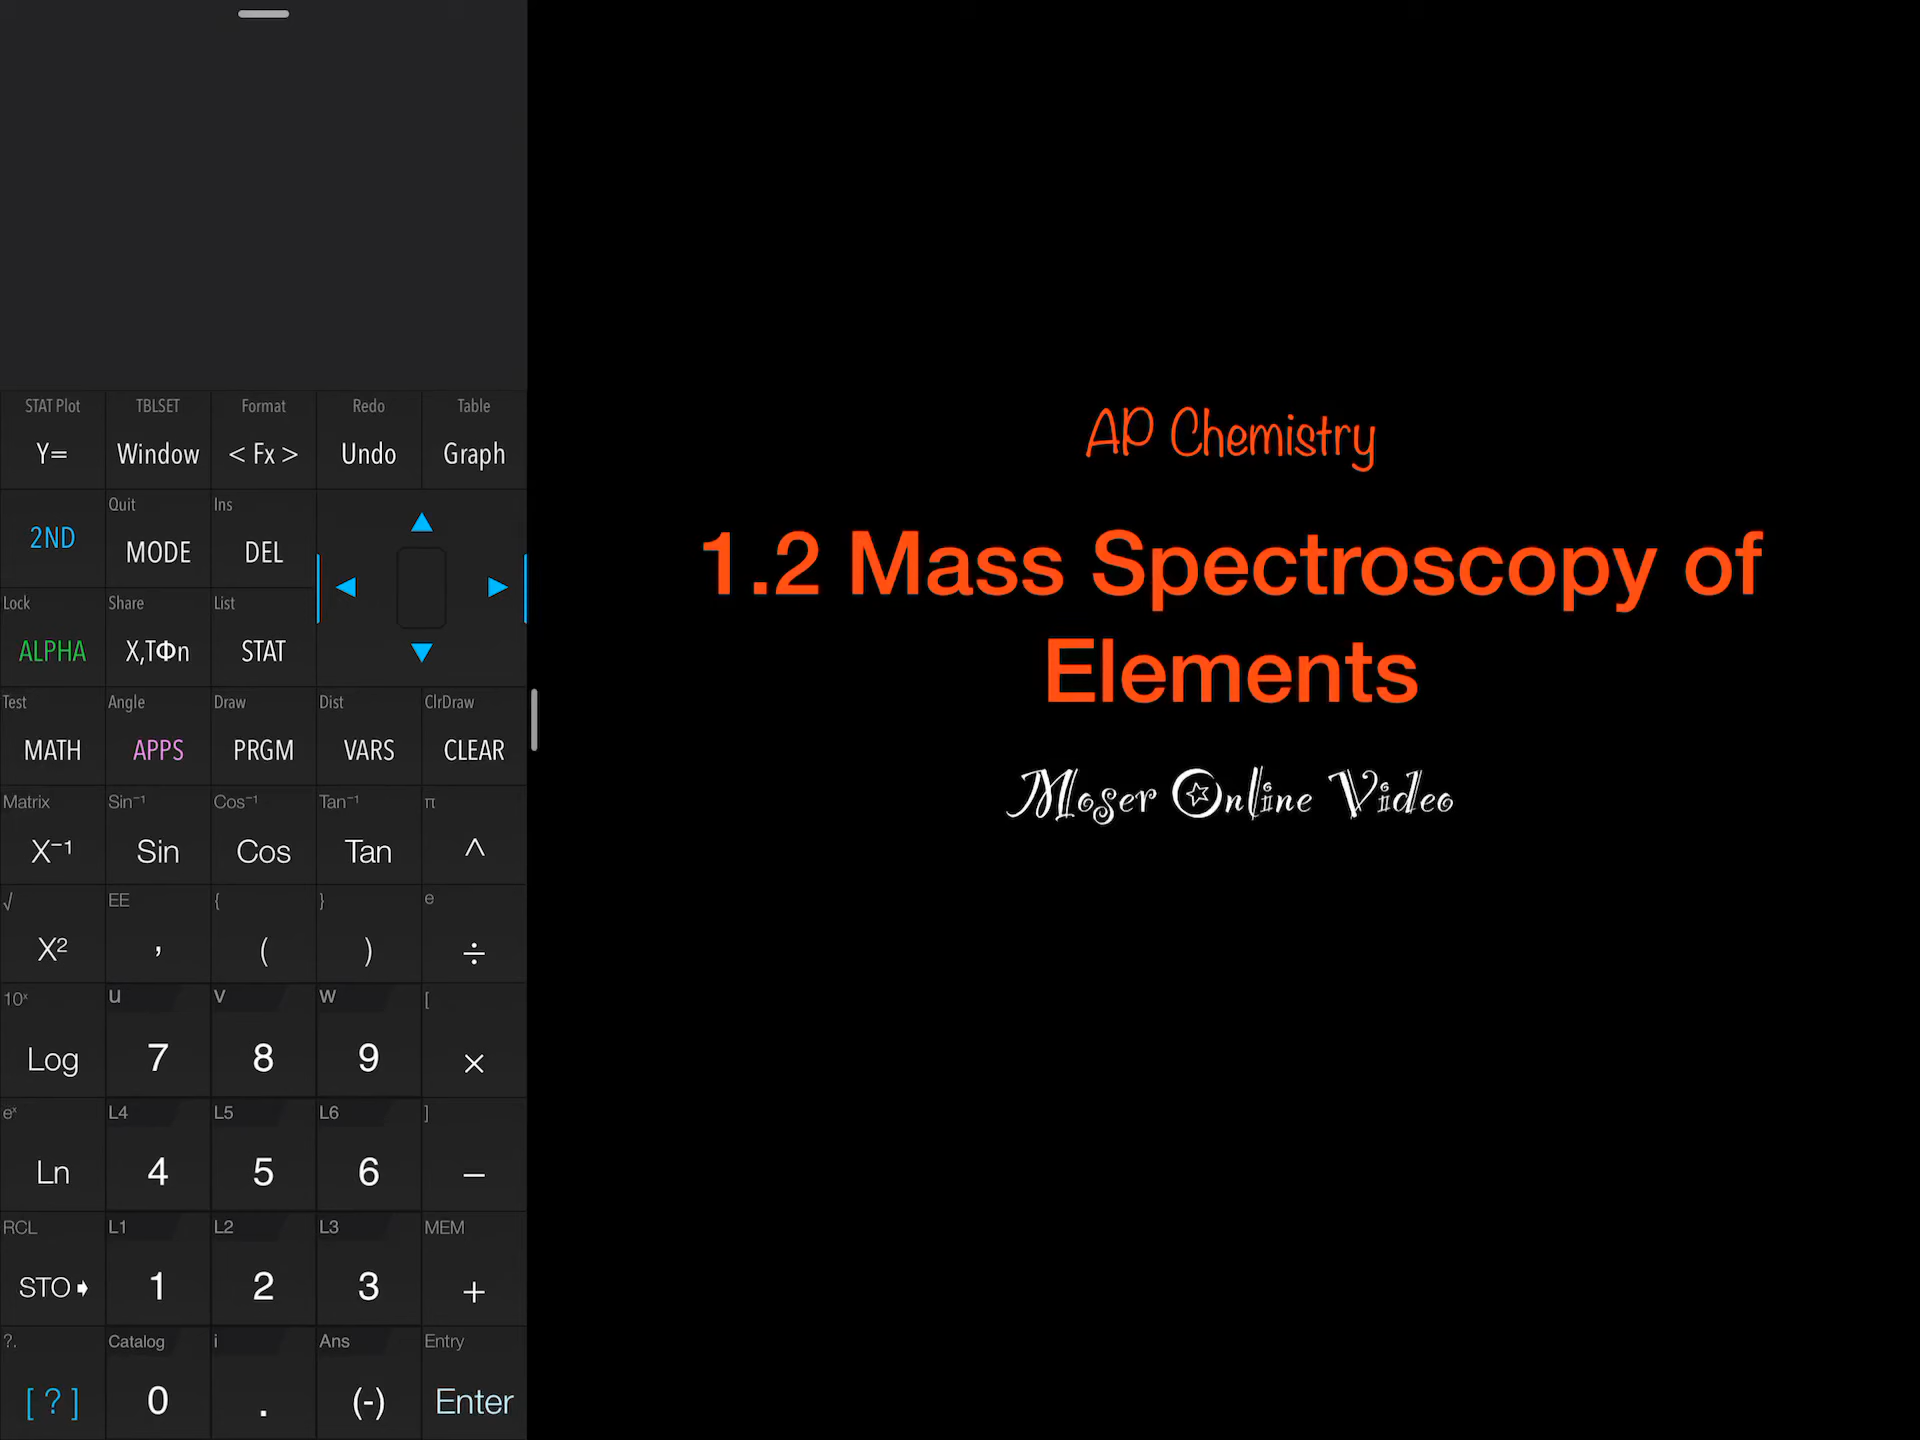 STAT Plot TBLSET Format Redo Table
Y= Window < Fx > Undo Graph
Quit Ins
2ND MODE DEL
Lock Share List
ALPHA X,TΦn STAT
Test Angle Draw Dist ClrDraw
MATH APPS PRGM VARS CLEAR
Matrix Sin⁻¹ Cos⁻¹ Tan⁻¹ π
X⁻¹ Sin Cos Tan ^
√ EE { } e
X² , ( ) ÷
10ˣ u v w [
Log 7 8 9 ×
eˣ L4 L5 L6 ]
Ln 4 5 6 −
RCL L1 L2 L3 MEM
STO➧ 1 2 3 +
?. Catalog i Ans Entry
[ ? ] 0 . (-) Enter
AP Chemistry
1.2 Mass Spectroscopy of
Elements
Moser Online Video